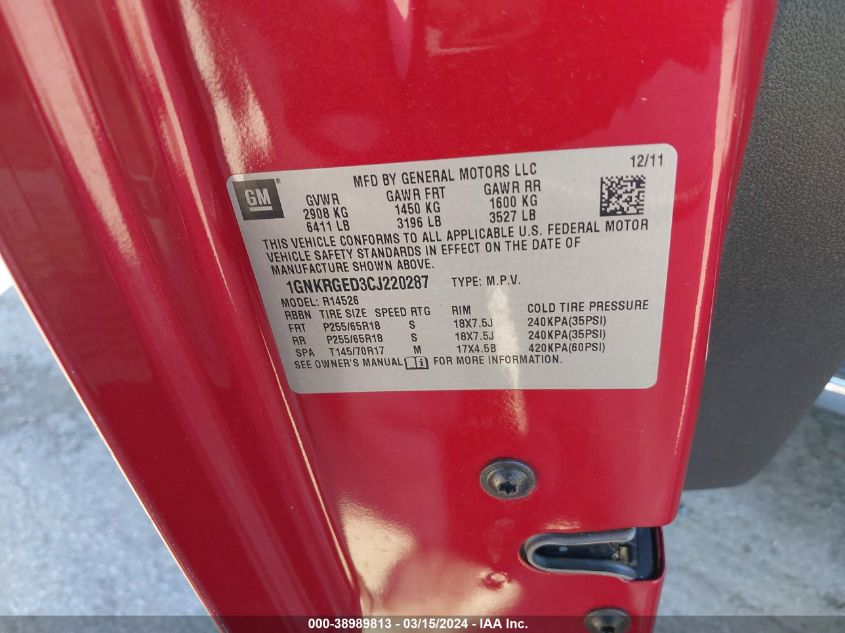 GM
MFD BY GENERAL MOTORS LLC 12/11
GVWR GAWR FRT GAWR RR
2908 KG 1450 KG 1600 KG
6411 LB 3196 LB 3527 LB
THIS VEHICLE CONFORMS TO ALL APPLICABLE U.S. FEDERAL MOTOR
VEHICLE SAFETY STANDARDS IN EFFECT ON THE DATE OF
MANUFACTURE SHOWN ABOVE.
1GNKRGED3CJ220287 TYPE: M.P.V.
MODEL: R14526
RBBN TIRE SIZE SPEED RTG RIM COLD TIRE PRESSURE
FRT P255/65R18 S 18X7.5J 240KPA(35PSI)
RR P255/65R18 S 18X7.5J 240KPA(35PSI)
SPA T145/70R17 M 17X4.5B 420KPA(60PSI)
SEE OWNER'S MANUAL FOR MORE INFORMATION.
000-38989813 - 03/15/2024 - IAA Inc.